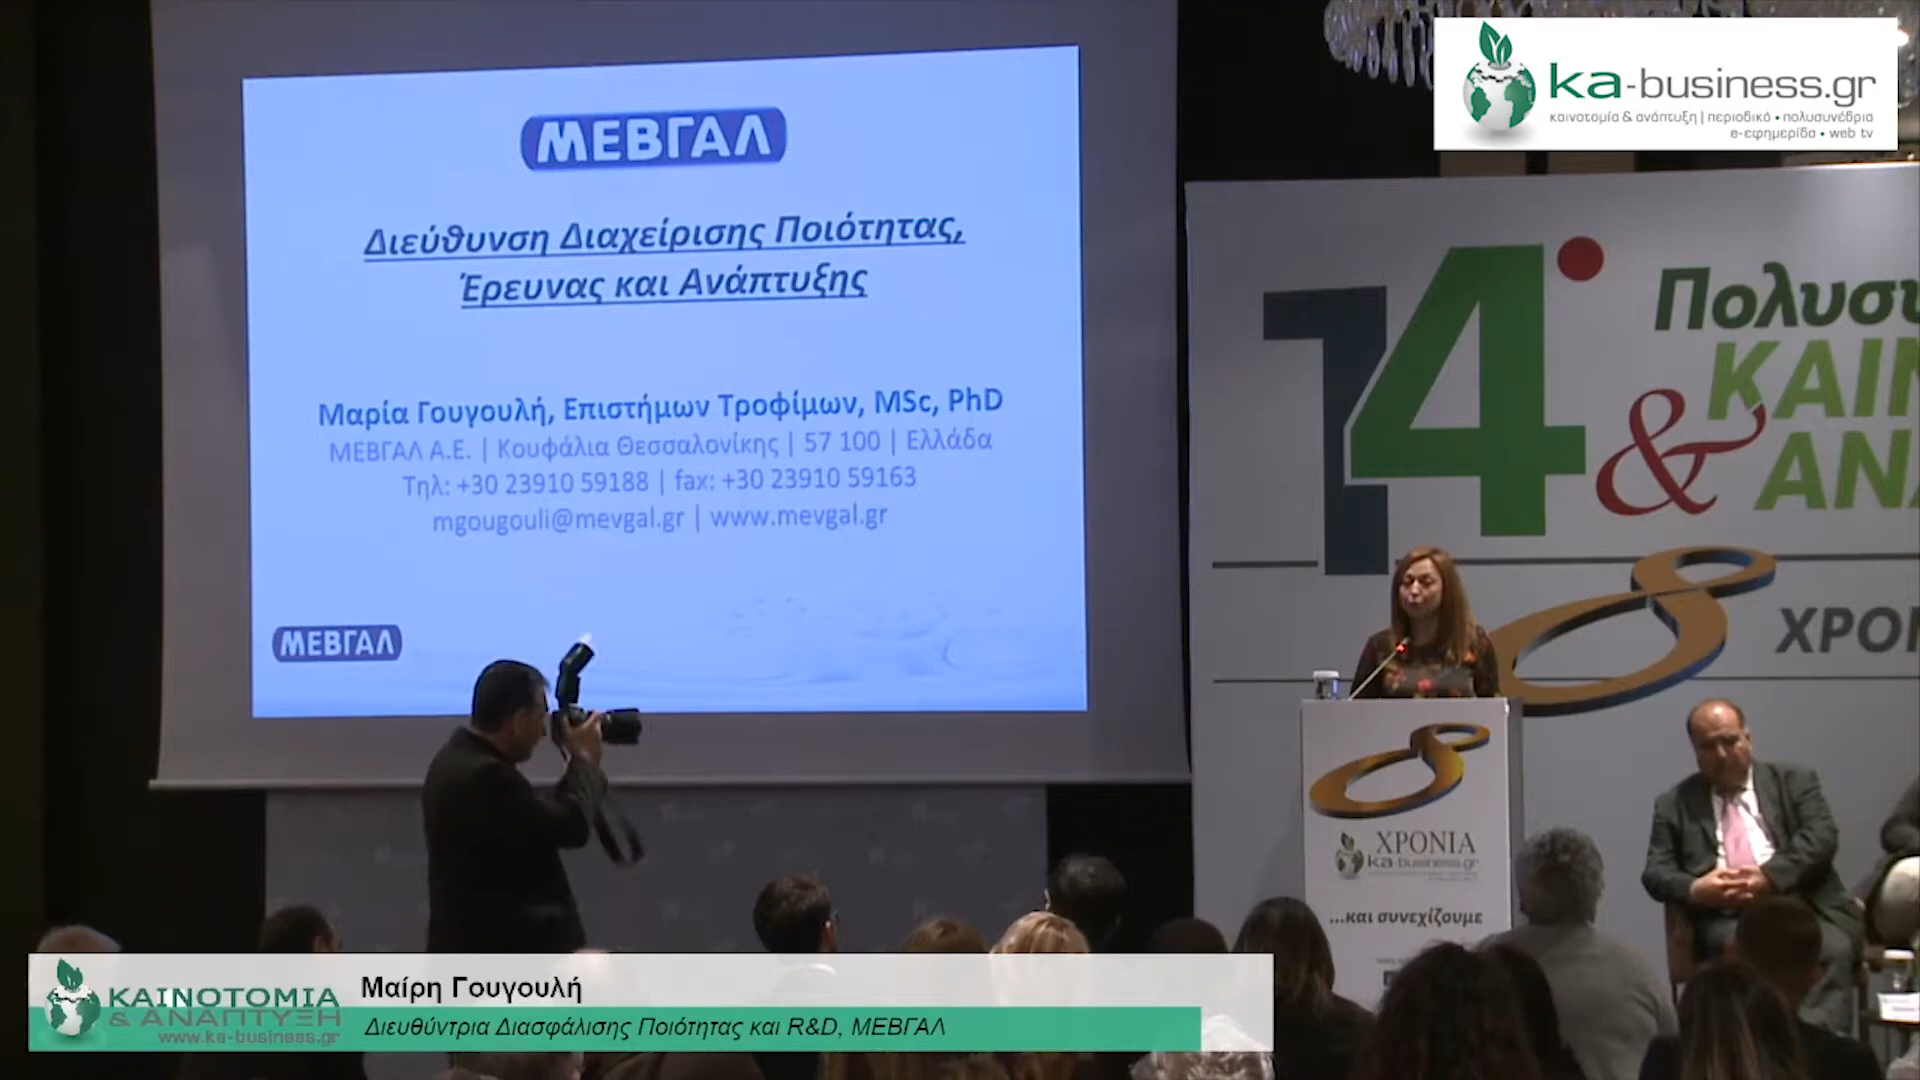 ΜΕΒΓΑΛ
Διεύθυνση Διαχείρισης Ποιότητας,
Έρευνας και Ανάπτυξης
Μαρία Γουγουλή, Επιστήμων Τροφίμων, MSc, PhD
ΜΕΒΓΑΛ Α.Ε. | Κουφάλια Θεσσαλονίκης | 57 100 | Ελλάδα
Τηλ: +30 23910 59188 | fax: +30 23910 59163
mgougouli@mevgal.gr | www.mevgal.gr
ΜΕΒΓΑΛ
ka-business.gr
καινοτομία & ανάπτυξη | περιοδικό • πολυσυνέδρια
e-εφημερίδα • web tv
14°
Πολυσυ
ΚΑΙΝ
& ΑΝΑ
8 ΧΡΟΝ
8
ΧΡΟΝΙΑ
ka-business.gr
...και συνεχίζουμε
ΚΑΙΝΟΤΟΜΙΑ
& ΑΝΑΠΤΥΞΗ
www.ka-business.gr
Μαίρη Γουγουλή
Διευθύντρια Διασφάλισης Ποιότητας και R&D, ΜΕΒΓΑΛ